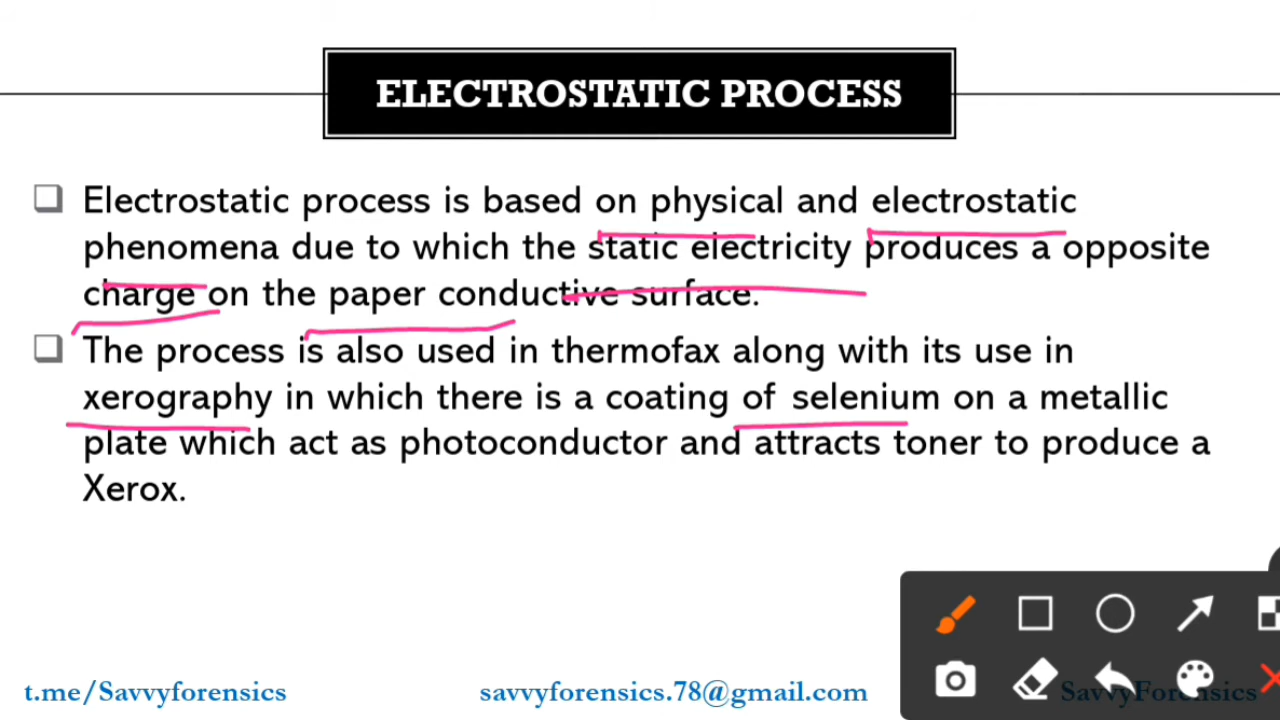 ELECTROSTATIC PROCESS
Electrostatic process is based on physical and electrostatic
phenomena due to which the static electricity produces a opposite
charge on the paper conductive surface.
The process is also used in thermofax along with its use in
xerography in which there is a coating of selenium on a metallic
plate which act as photoconductor and attracts toner to produce a
Xerox.
t.me/Savvyforensics
savvyforensics.78@gmail.com
SavvyForensics